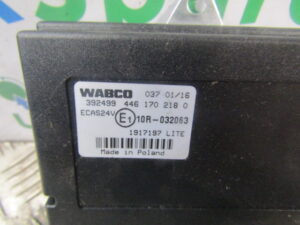 WABCO 037 01/16
392499 446 170 218 0
ECAS24V E1 10R-032063
1917197 LITE
Made in Poland